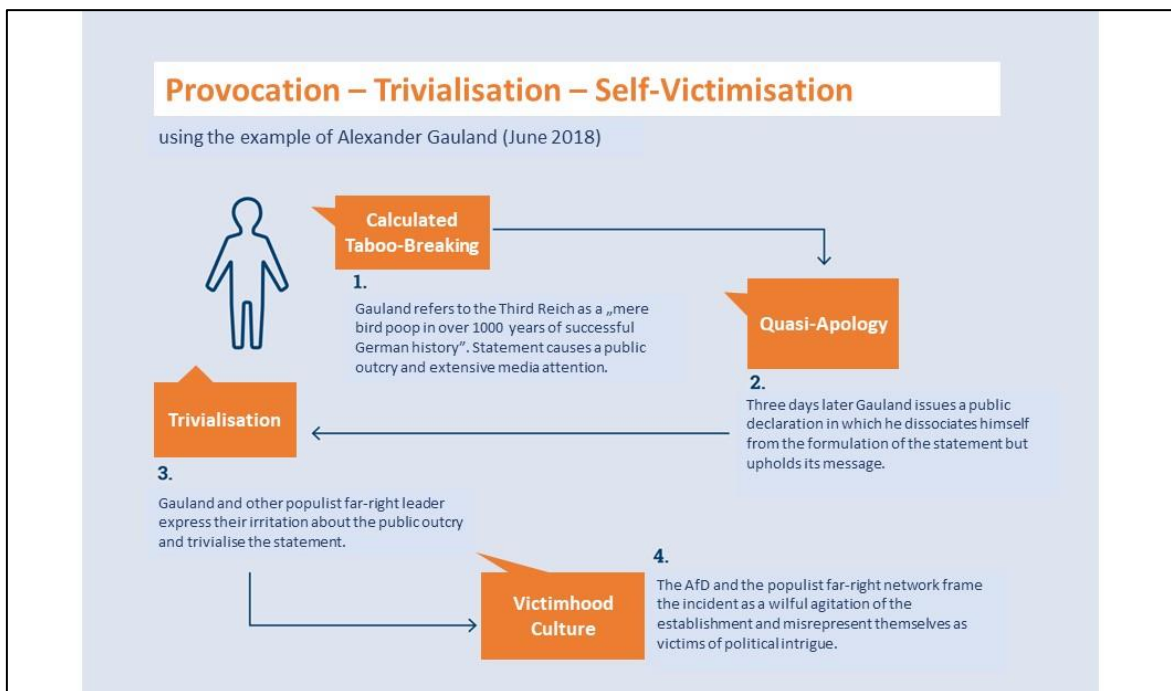 Provocation – Trivialisation – Self-Victimisation
using the example of Alexander Gauland (June 2018)
Calculated
Taboo-Breaking
1.
Gauland refers to the Third Reich as a „mere
bird poop in over 1000 years of successful
German history”. Statement causes a public
outcry and extensive media attention.
Quasi-Apology
2.
Three days later Gauland issues a public
declaration in which he dissociates himself
from the formulation of the statement but
upholds its message.
Trivialisation
3.
Gauland and other populist far-right leader
express their irritation about the public outcry
and trivialise the statement.
Victimhood
Culture
4.
The AfD and the populist far-right network frame
the incident as a wilful agitation of the
establishment and misrepresent themselves as
victims of political intrigue.